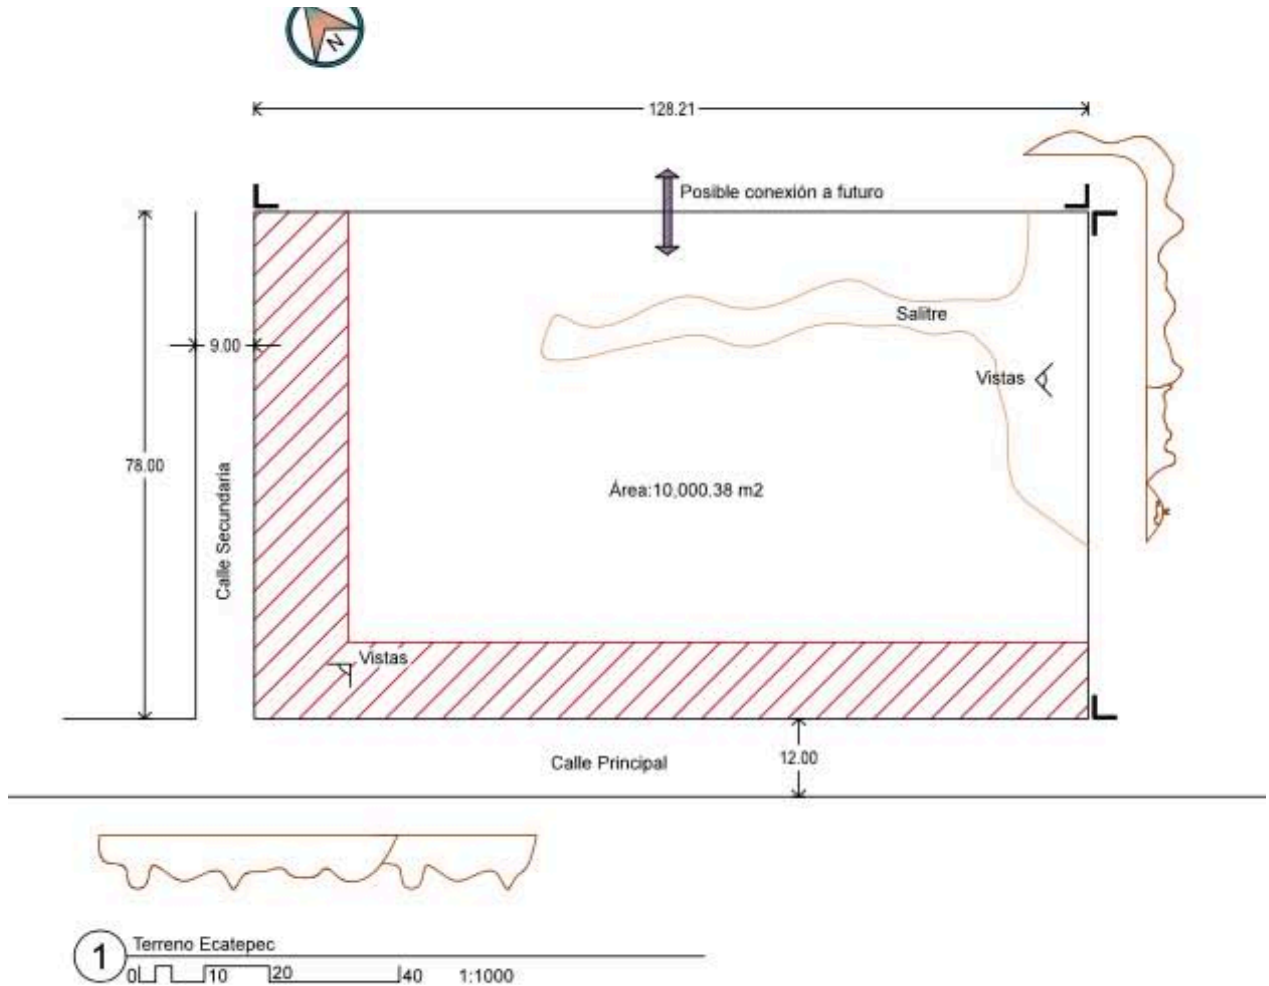 N
128.21
Posible conexión a futuro
9.00
Salitre
Vistas
78.00
Calle Secundaria
Área:10,000.38 m2
Vistas
Calle Principal
12.00
1
Terreno Ecatepec
0 10 20 40 1:1000